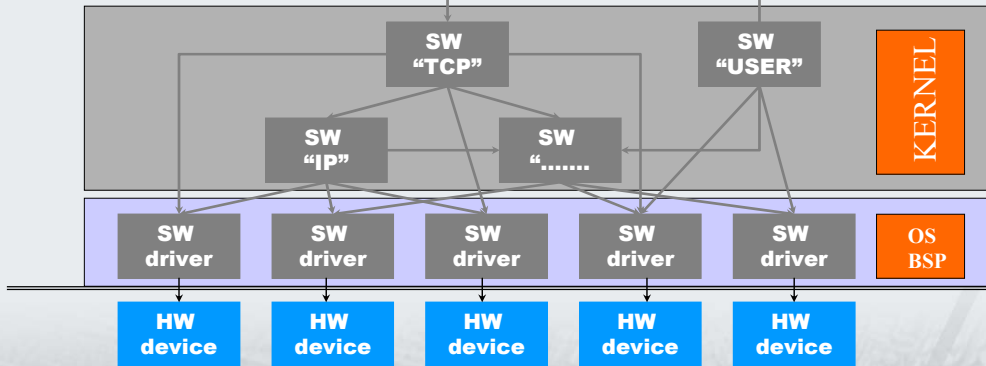 SW
“TCP”
SW
“USER”
KERNEL
SW
“IP”
SW
“.......
SW
driver
SW
driver
SW
driver
SW
driver
SW
driver
OS
BSP
HW
device
HW
device
HW
device
HW
device
HW
device